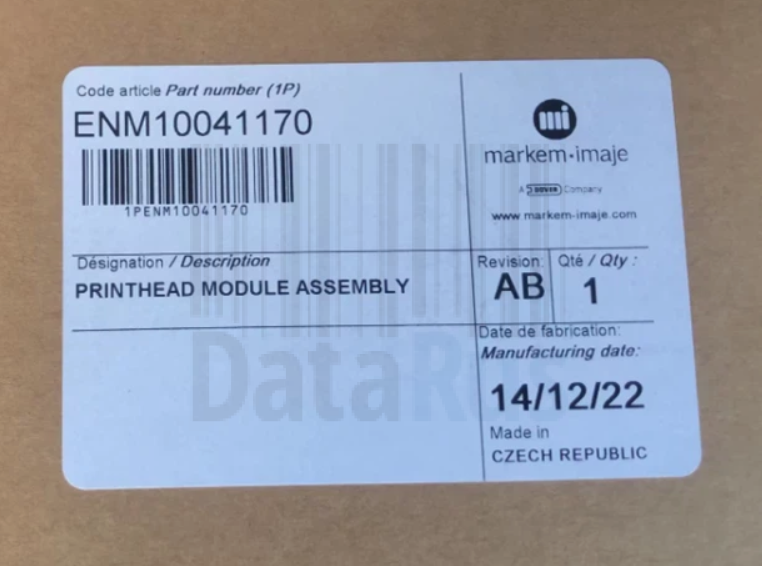 Code article Part number (1P)
ENM10041170
1PENM10041170
mi
markem·imaje
A DOVER Company
www.markem-imaje.com
Désignation / Description
PRINTHEAD MODULE ASSEMBLY
Revision:
AB
Qté / Qty :
1
Date de fabrication:
Manufacturing date:
14/12/22
Made in
CZECH REPUBLIC